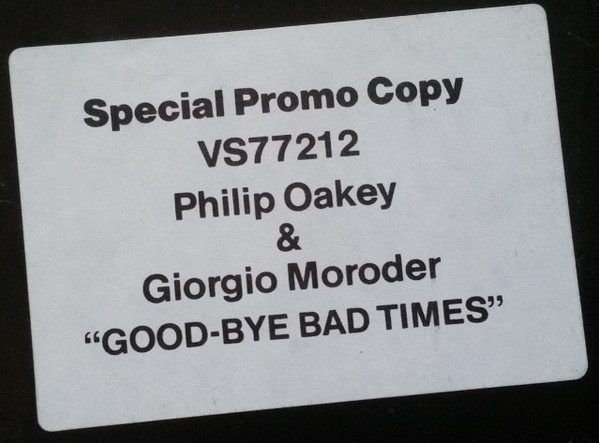 Special Promo Copy
VS77212
Philip Oakey
&
Giorgio Moroder
“GOOD-BYE BAD TIMES”